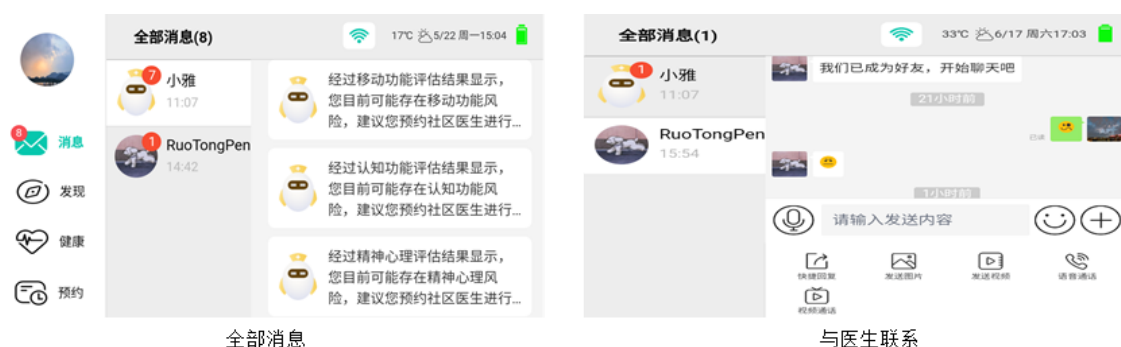 全部消息(8)
17℃ 5/22 周一15:04
8
消息
发现
健康
预约
7
小雅
11:07
1
RuoTongPen
14:42
经过移动功能评估结果显示，
您目前可能存在移动功能风
险，建议您预约社区医生进行...
经过认知功能评估结果显示，
您目前可能存在认知功能风
险，建议您预约社区医生进行...
经过精神心理评估结果显示，
您目前可能存在精神心理风
险，建议您预约社区医生进行...
全部消息
全部消息(1)
33℃ 6/17 周六17:03
1
小雅
11:07
RuoTongPen
15:54
我们已成为好友，开始聊天吧
21小时前
已读
1小时前
请输入发送内容
快捷回复
发送图片
发送视频
语音通话
视频通话
与医生联系